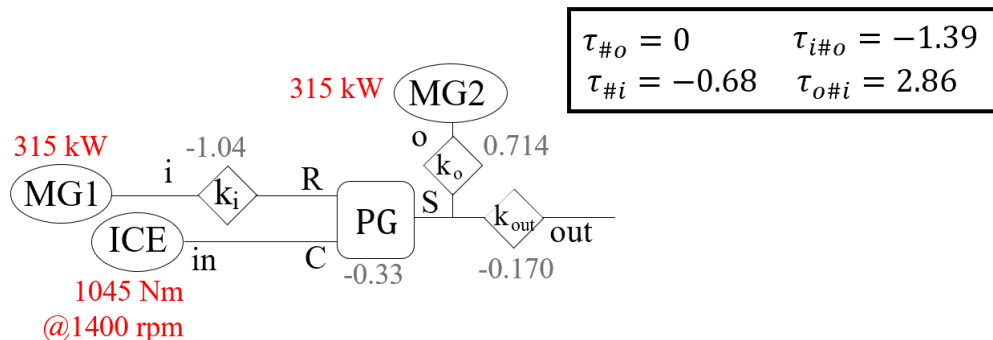 τ#o = 0 τi#o = −1.39
τ#i = −0.68 τo#i = 2.86
315 kW MG2
o 0.714
ko
315 kW -1.04
MG1 i ki R PG S kout out
ICE in C -0.33 -0.170
1045 Nm
@1400 rpm